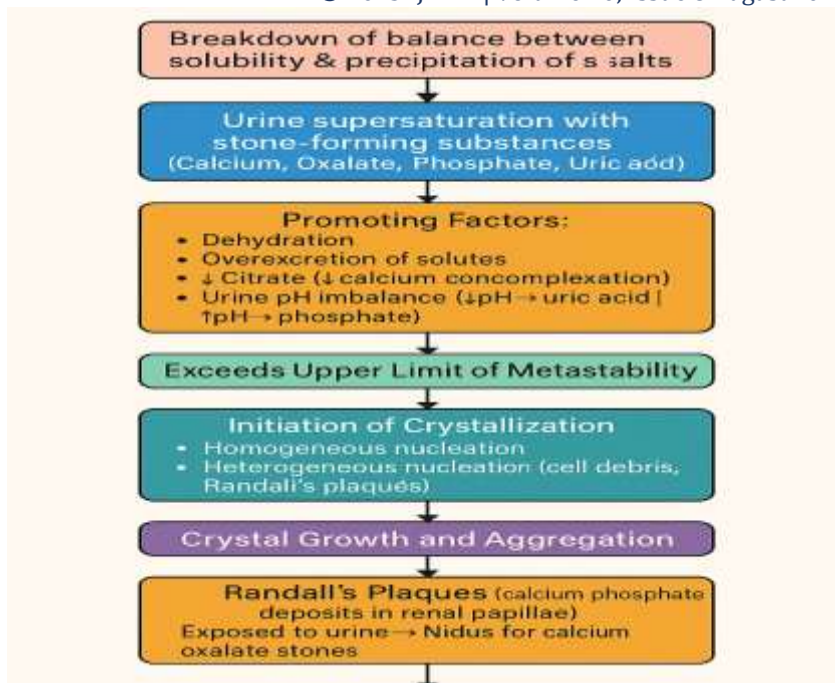 Breakdown of balance between
solubility & precipitation of s salts
Urine supersaturation with
stone-forming substances
(Calcium, Oxalate, Phosphate, Uric aód)
Promoting Factors:
• Dehydration
• Overexcretion of solutes
• ↓ Citrate (↓ calcium concomplexation)
• Urine pH imbalance (↓pH→ uric acid |
↑pH→ phosphate)
Exceeds Upper Limit of Metastability
Initiation of Crystallization
• Homogeneous nucleation
• Heterogeneous nucleation (cell debris,
Randali's plaqués)
Crystal Growth and Aggregation
Randall's Plaques (calcium phosphate
deposits in renal papillae)
Exposed to urine → Nidus for calcium
oxalate stones